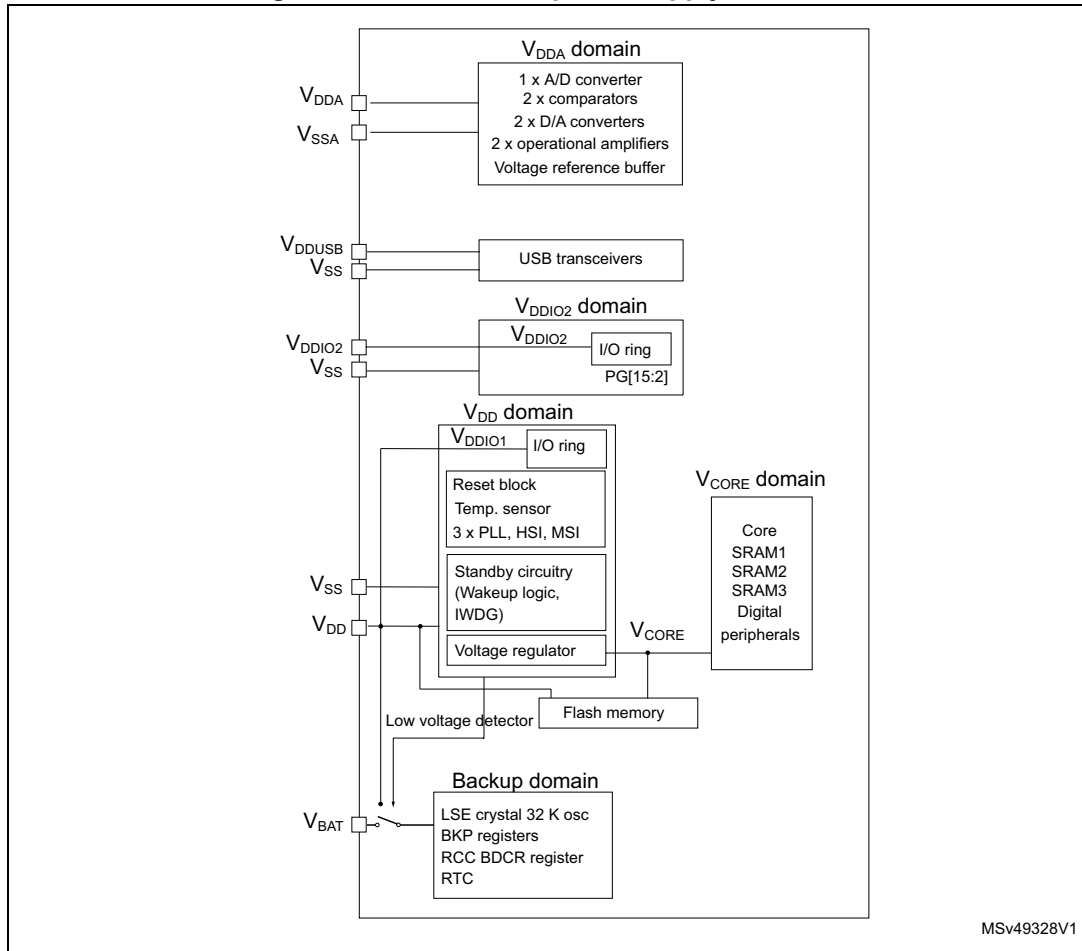 VDDA domain
1 x A/D converter
2 x comparators
2 x D/A converters
2 x operational amplifiers
Voltage reference buffer
VDDA
VSSA
VDDUSB
VSS
USB transceivers
VDDIO2 domain
VDDIO2
VSS
VDDIO2
I/O ring
PG[15:2]
VDD domain
VDDIO1
I/O ring
Reset block
Temp. sensor
3 x PLL, HSI, MSI
VSS
VDD
Standby circuitry
(Wakeup logic,
IWDG)
Voltage regulator
VCORE
VCORE domain
Core
SRAM1
SRAM2
SRAM3
Digital
peripherals
Flash memory
Low voltage detector
Backup domain
VBAT
LSE crystal 32 K osc
BKP registers
RCC BDCR register
RTC
MSv49328V1